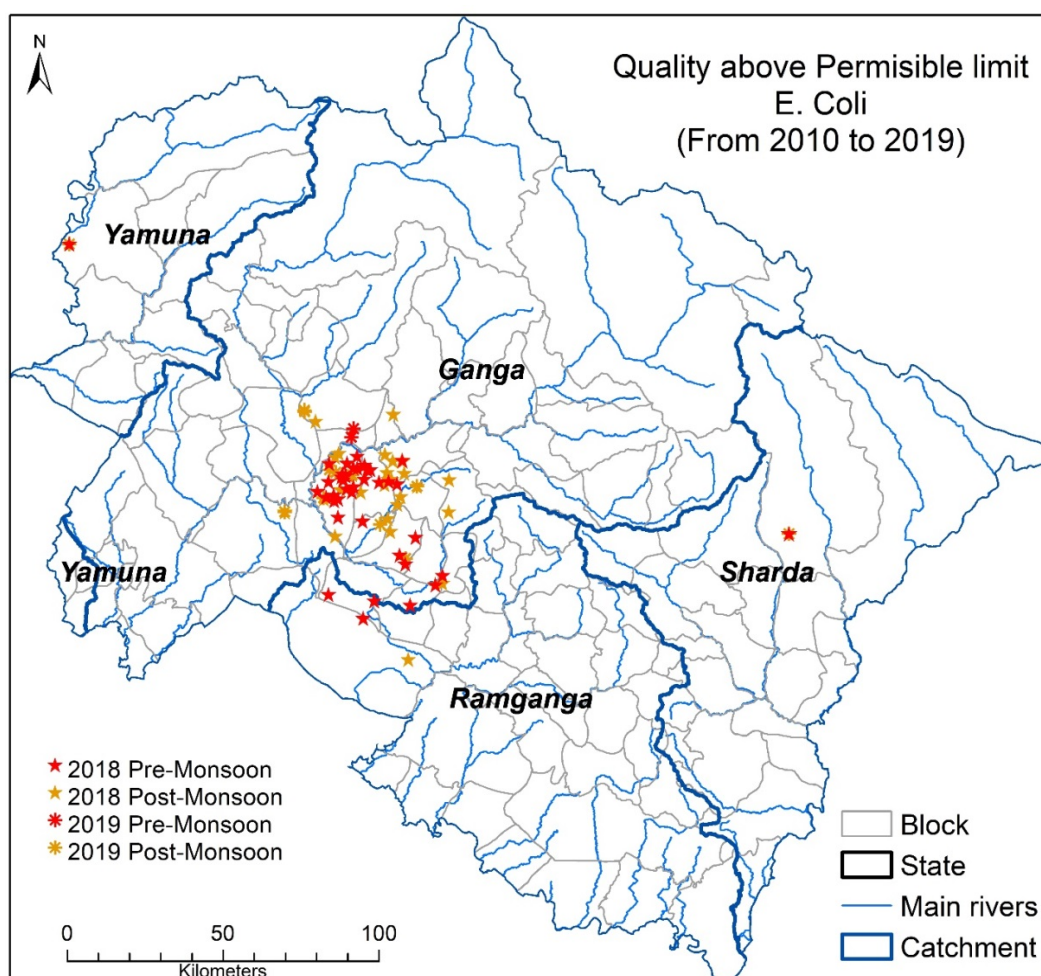 N
Quality above Permisible limit
E. Coli
(From 2010 to 2019)
Yamuna
Ganga
Yamuna
Sharda
Ramganga
2018 Pre-Monsoon
2018 Post-Monsoon
2019 Pre-Monsoon
2019 Post-Monsoon
0 50 100
Kilometers
Block
State
Main rivers
Catchment